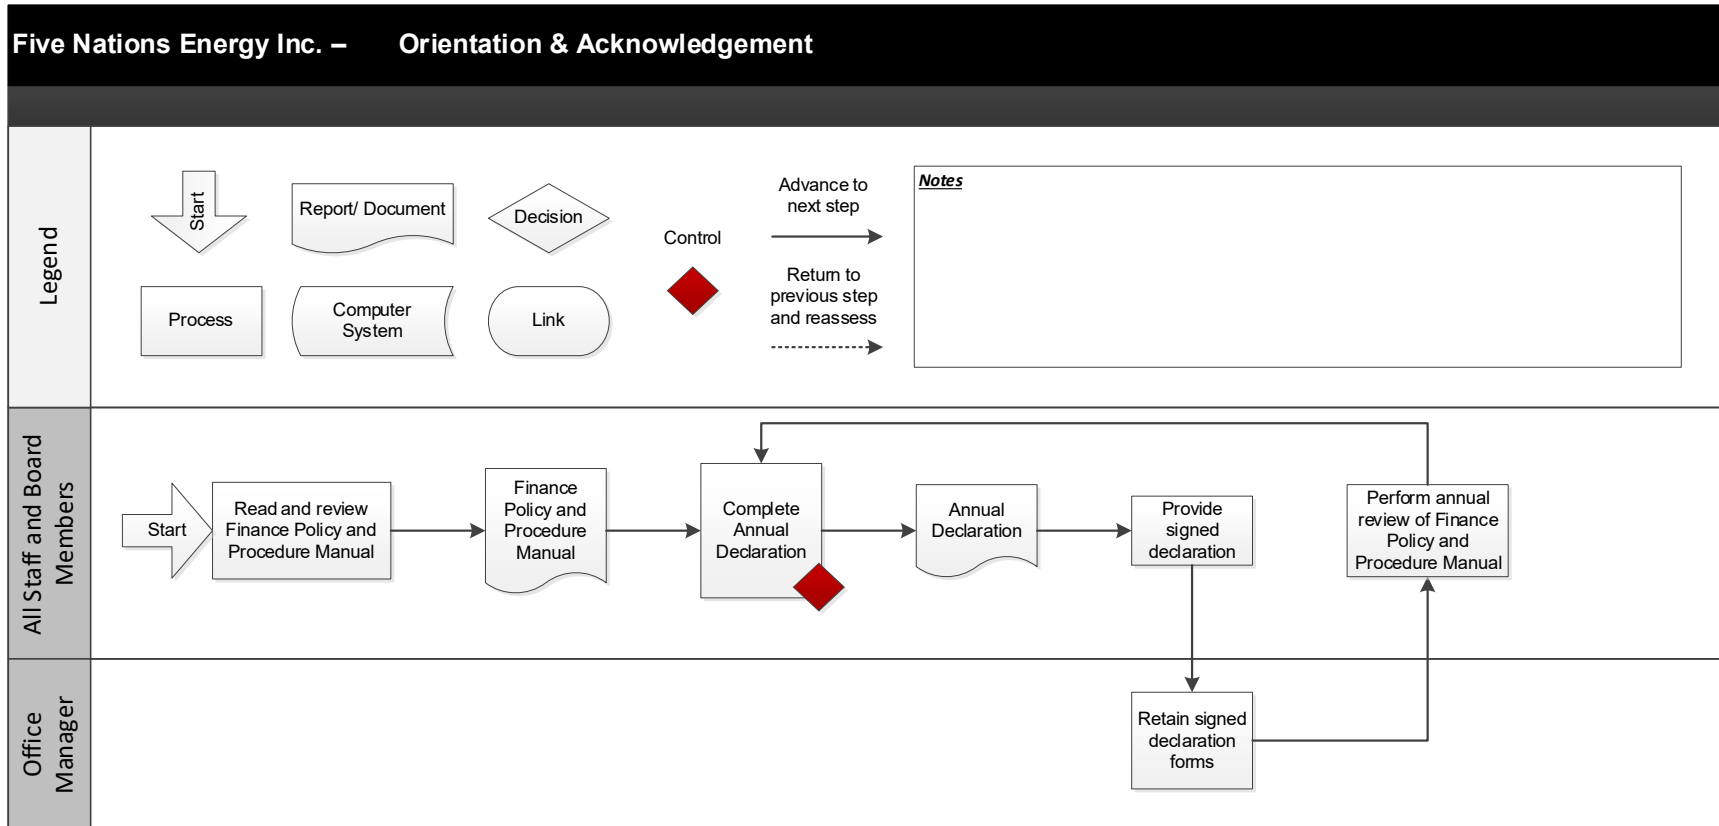 Five Nations Energy Inc. – Orientation & Acknowledgement
Legend
Start
Report/ Document
Decision
Process
Computer
System
Link
Control
Advance to
next step
Return to
previous step
and reassess
Notes
All Staff and Board
Members
Start
Read and review
Finance Policy and
Procedure Manual
Finance
Policy and
Procedure
Manual
Complete
Annual
Declaration
Annual
Declaration
Provide
signed
declaration
Perform annual
review of Finance
Policy and
Procedure Manual
Office
Manager
Retain signed
declaration
forms